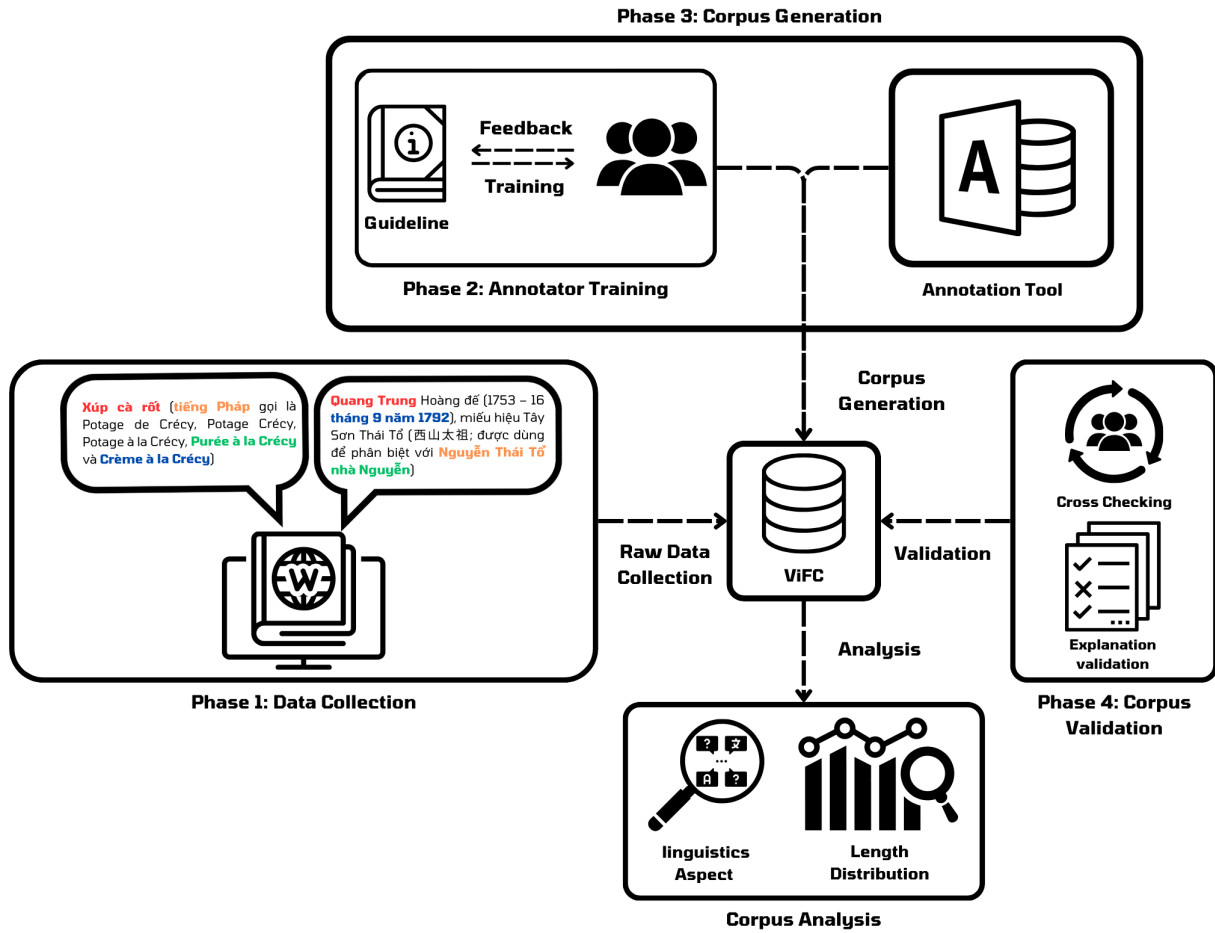 Phase 3: Corpus Generation
i
Feedback
Training
Guideline
A
Phase 2: Annotator Training
Annotation Tool
Xúp cà rốt (tiếng Pháp gọi là
Potage de Crécy, Potage Crécy,
Potage à la Crécy, Purée à la Crécy
và Crème à la Crécy)
Quang Trung Hoàng đế (1753 – 16
tháng 9 năm 1792), miếu hiệu Tây
Sơn Thái Tổ (西山太祖; được dùng
để phân biệt với Nguyễn Thái Tổ
nhà Nguyễn)
W
Phase 1: Data Collection
Corpus
Generation
Raw Data
Collection
ViFC
Validation
Cross Checking
Explanation
validation
Phase 4: Corpus
Validation
Analysis
? 文
...
A ?
linguistics
Aspect
Length
Distribution
Corpus Analysis